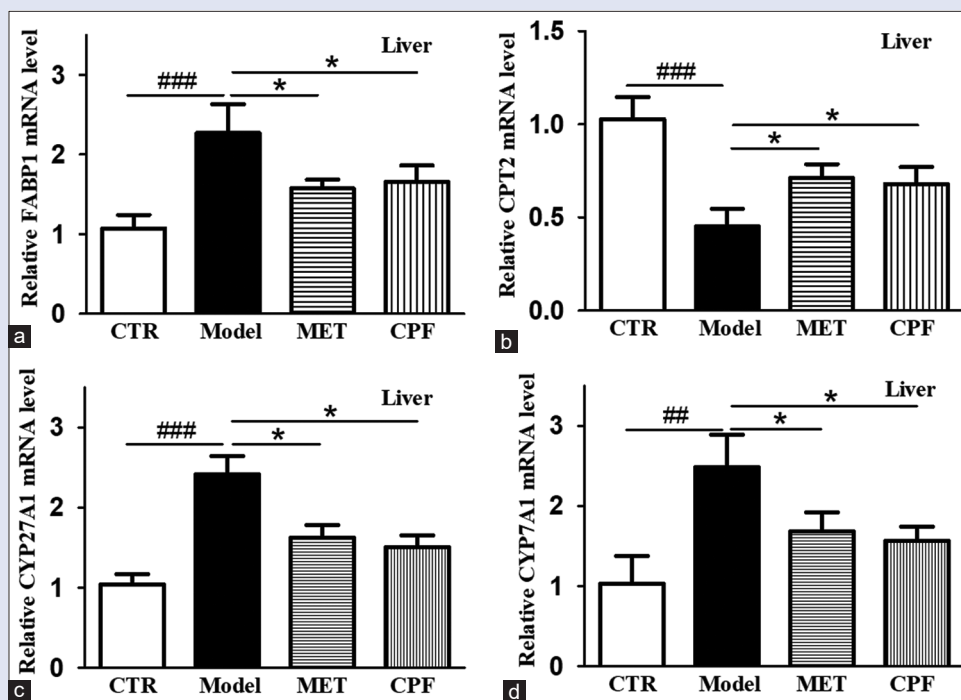 Relative FABP1 mRNA level
Liver
###
*
*
3
2
1
0
CTR Model MET CPF
a
Relative CPT2 mRNA level
Liver
###
*
*
1.5
1.0
0.5
0.0
CTR Model MET CPF
b
Relative CYP27A1 mRNA level
Liver
###
*
*
3
2
1
0
CTR Model MET CPF
c
Relative CYP7A1 mRNA level
Liver
##
*
*
3
2
1
0
CTR Model MET CPF
d